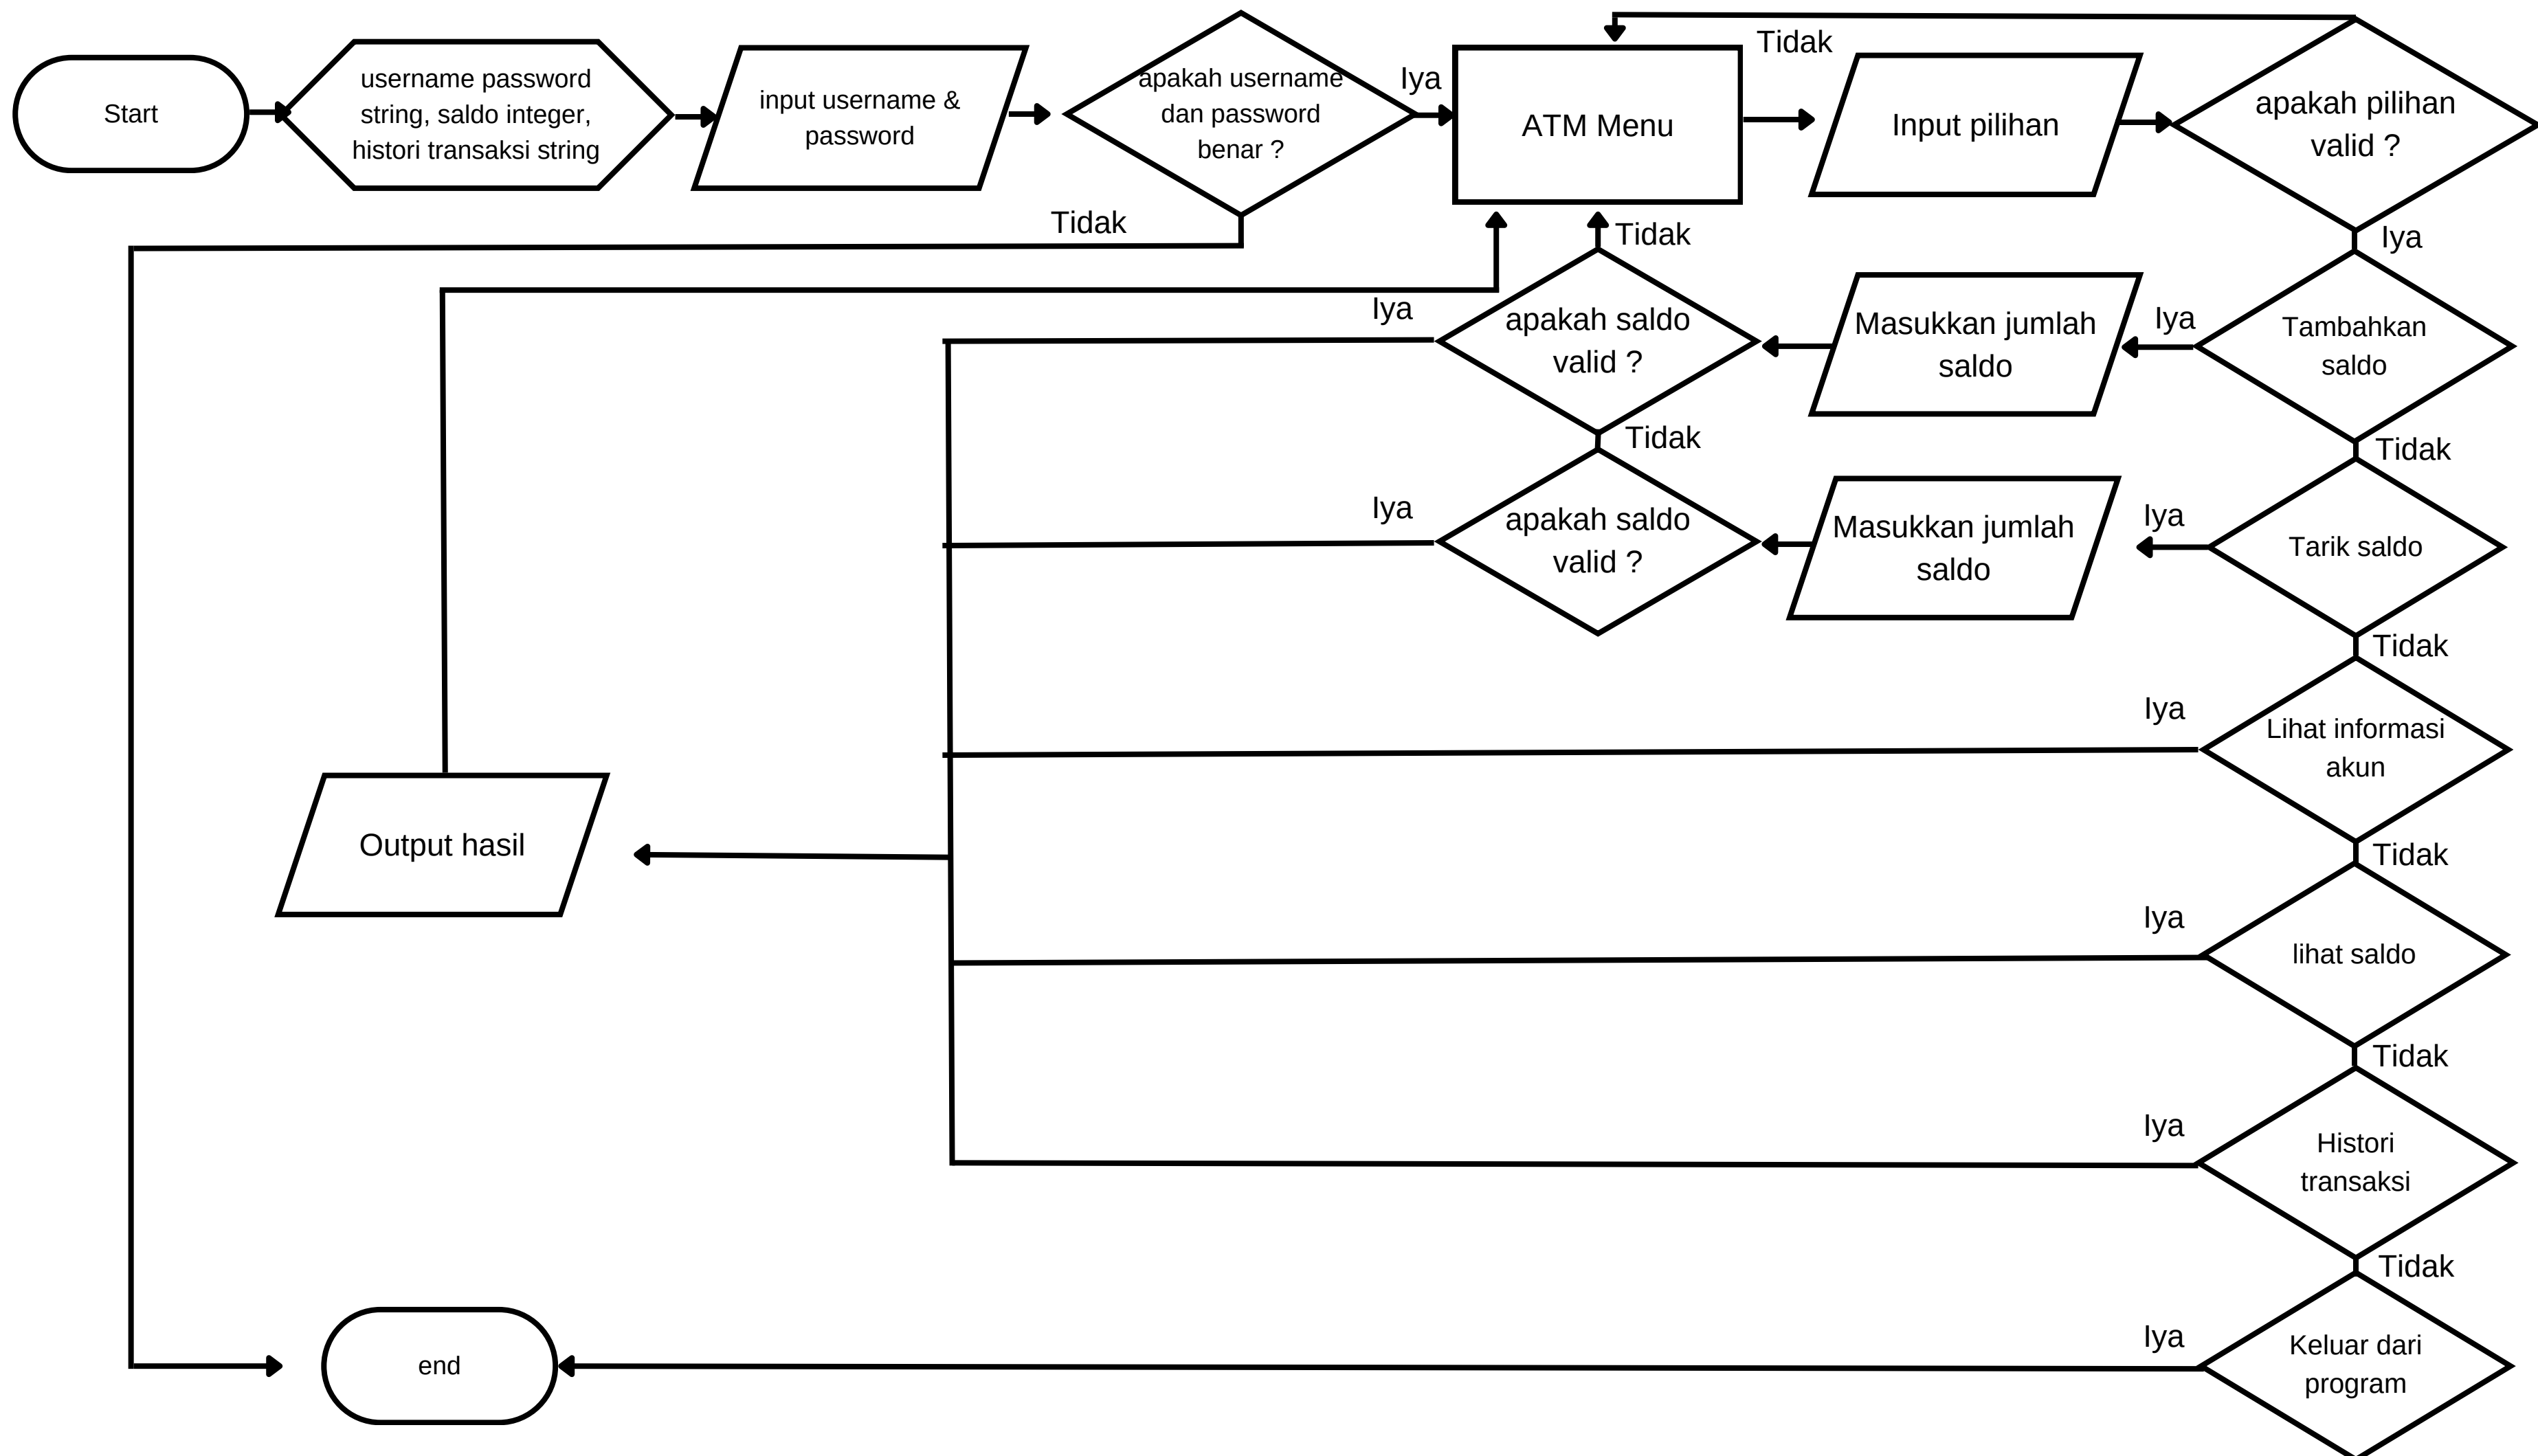 Start
username password
string, saldo integer,
histori transaksi string
input username &
password
apakah username
dan password
benar ?
Iya
Tidak
ATM Menu
Tidak
Input pilihan
apakah pilihan
valid ?
Iya
Tambahkan
saldo
Iya
Masukkan jumlah
saldo
apakah saldo
valid ?
Tidak
Iya
Tidak
Tarik saldo
Iya
Masukkan jumlah
saldo
apakah saldo
valid ?
Tidak
Iya
Tidak
Lihat informasi
akun
Iya
Tidak
lihat saldo
Iya
Tidak
Histori
transaksi
Iya
Tidak
Keluar dari
program
Iya
Output hasil
end